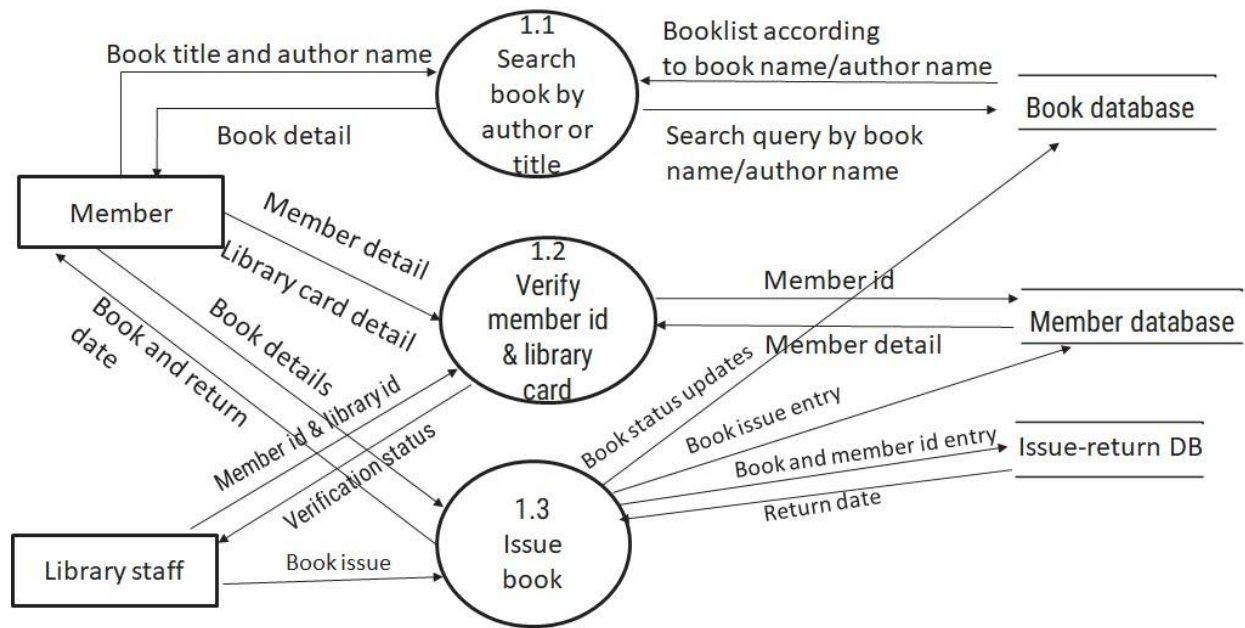 1.1
Search
book by
author or
title
Book title and author name
Booklist according
to book name/author name
Book database
Book detail
Search query by book
name/author name
Member
Member detail
Library card detail
1.2
Verify
member id
& library
card
Member id
Member database
Member detail
Book and return
date
Book details
Member id & library id
Verification status
Book status updates
Book issue entry
Book and member id entry
Issue-return DB
Return date
1.3
Issue
book
Library staff
Book issue